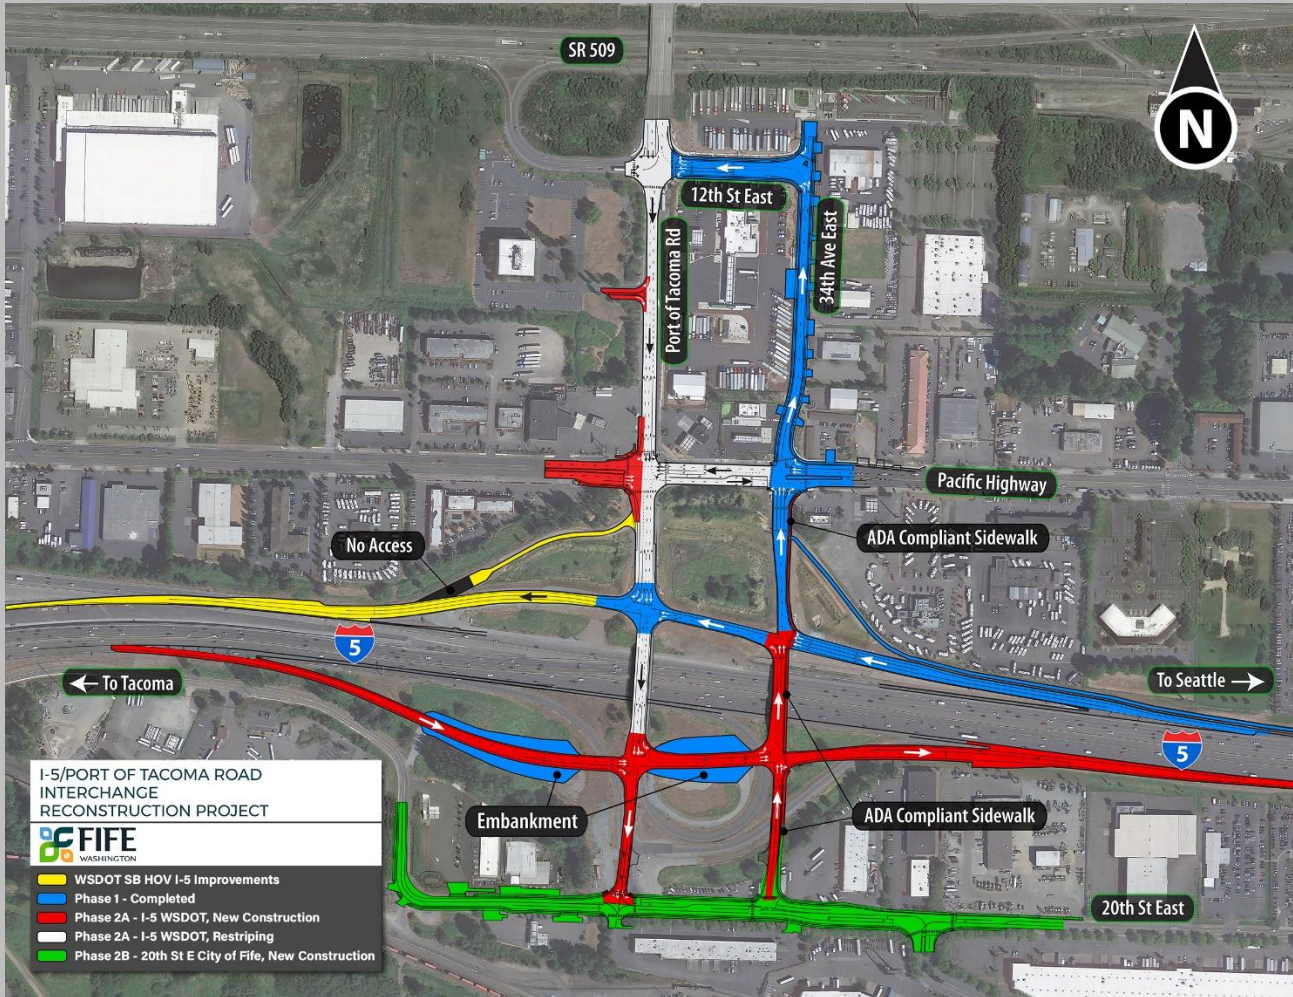 SR 509
N
12th St East
Port of Tacoma Rd
34th Ave East
Pacific Highway
No Access
ADA Compliant Sidewalk
5
← To Tacoma
To Seattle →
5
Embankment
ADA Compliant Sidewalk
20th St East
I-5/PORT OF TACOMA ROAD
INTERCHANGE
RECONSTRUCTION PROJECT
FIFE
WASHINGTON
WSDOT SB HOV I-5 Improvements
Phase 1 - Completed
Phase 2A - I-5 WSDOT, New Construction
Phase 2A - I-5 WSDOT, Restriping
Phase 2B - 20th St E City of Fife, New Construction